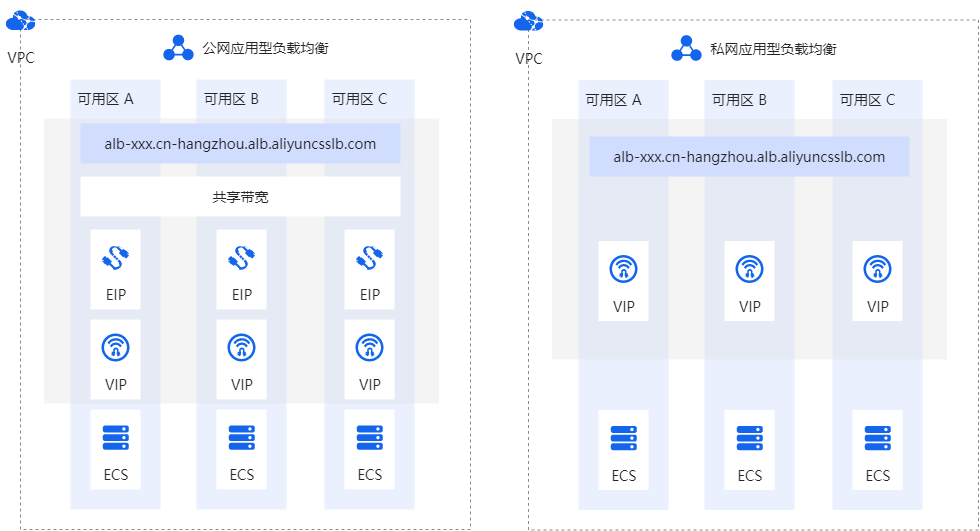 VPC
公网应用型负载均衡
可用区 A
可用区 B
可用区 C
alb-xxx.cn-hangzhou.alb.aliyuncsslb.com
共享带宽
EIP
EIP
EIP
VIP
VIP
VIP
ECS
ECS
ECS
VPC
私网应用型负载均衡
可用区 A
可用区 B
可用区 C
alb-xxx.cn-hangzhou.alb.aliyuncsslb.com
VIP
VIP
VIP
ECS
ECS
ECS